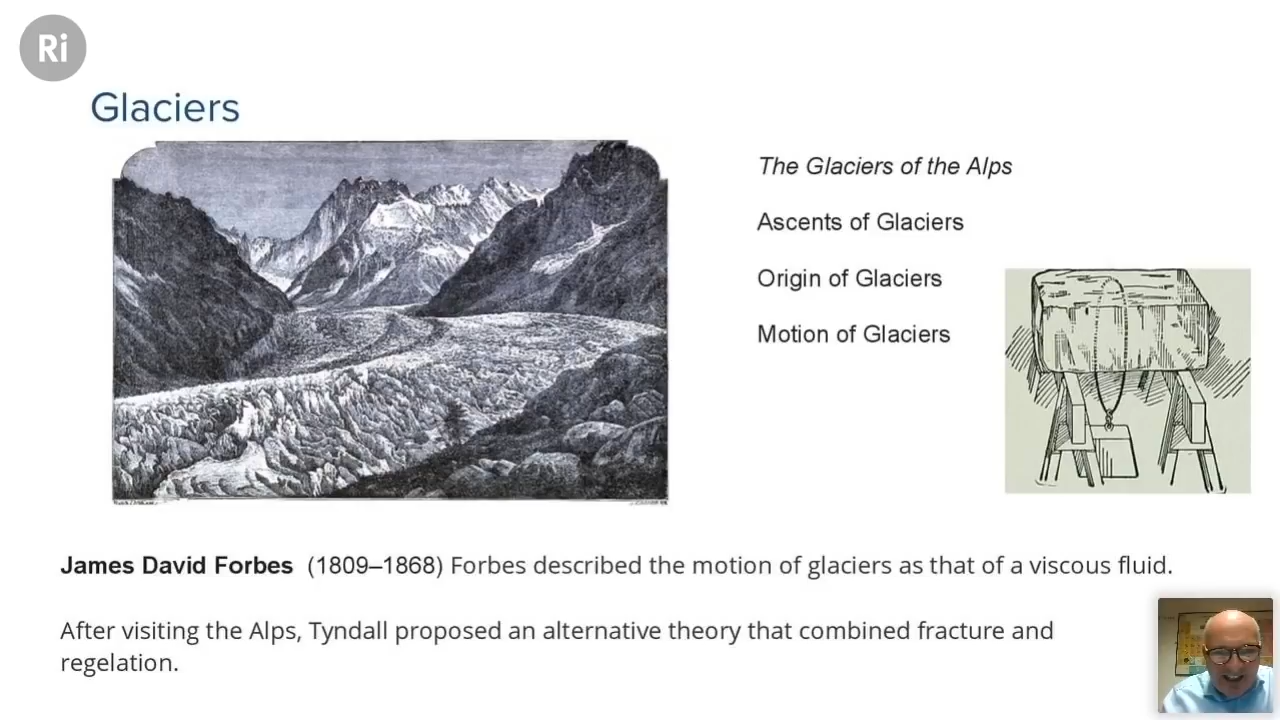 Ri
Glaciers
The Glaciers of the Alps
Ascents of Glaciers
Origin of Glaciers
Motion of Glaciers
James David Forbes (1809–1868) Forbes described the motion of glaciers as that of a viscous fluid.
After visiting the Alps, Tyndall proposed an alternative theory that combined fracture and
regelation.